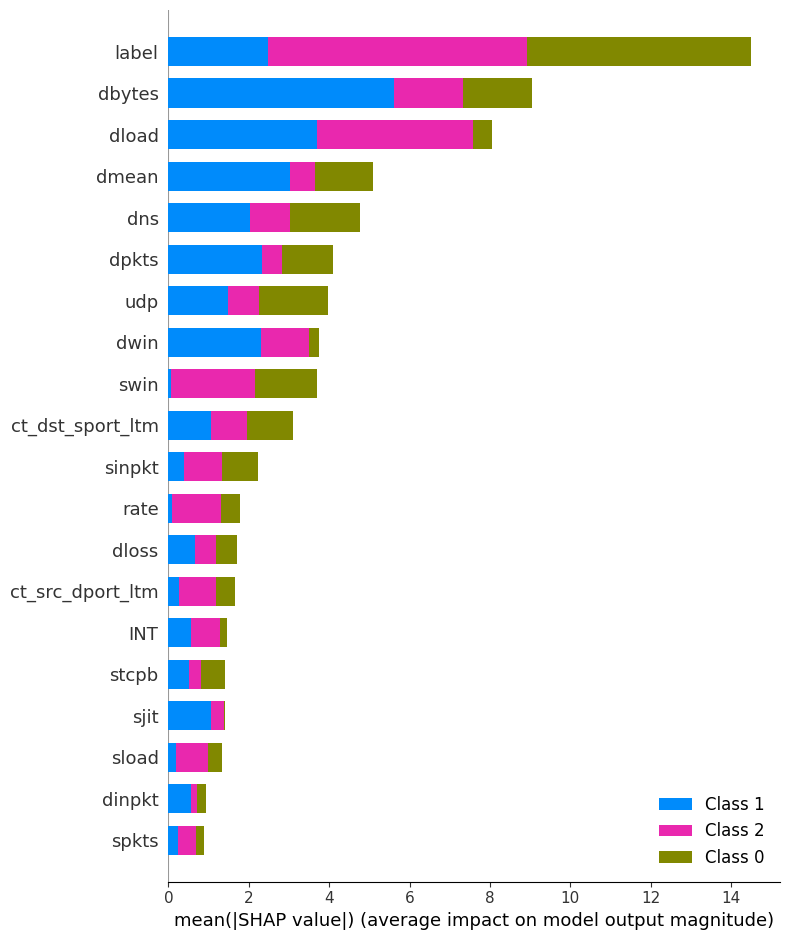 label
dbytes
dload
dmean
dns
dpkts
udp
dwin
swin
ct_dst_sport_ltm
sinpkt
rate
dloss
ct_src_dport_ltm
INT
stcpb
sjit
sload
dinpkt
spkts
Class 1
Class 2
Class 0
0 2 4 6 8 10 12 14
mean(|SHAP value|) (average impact on model output magnitude)